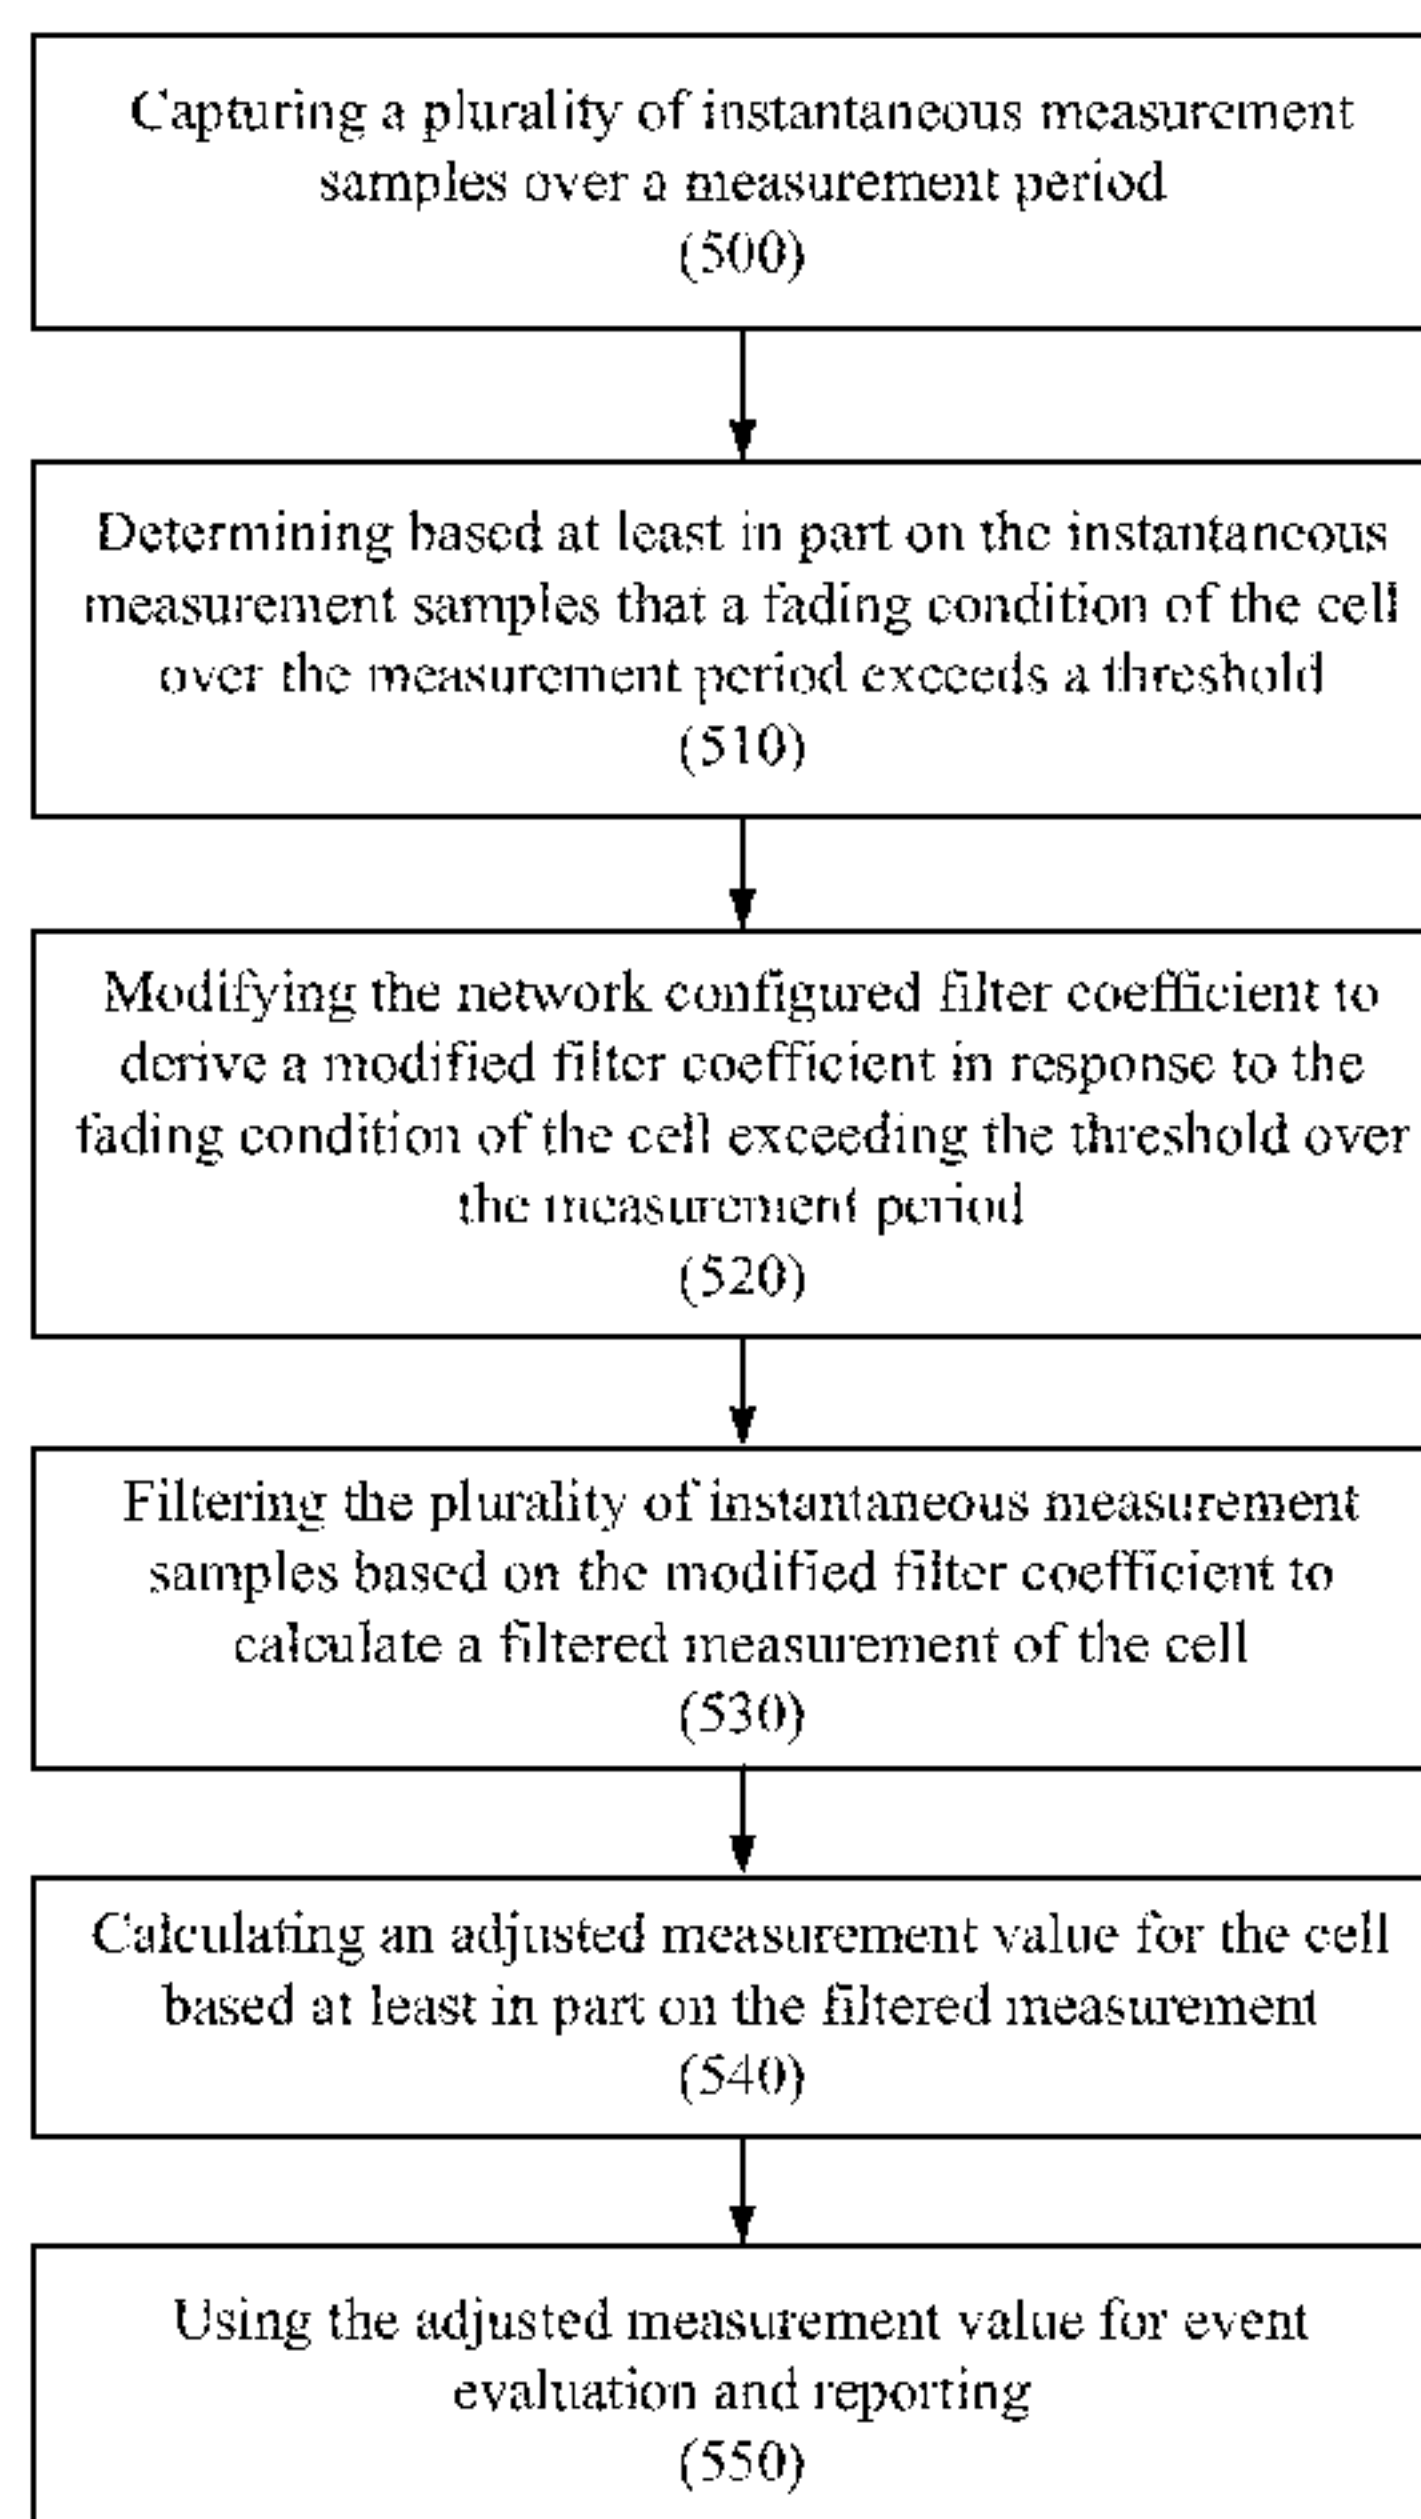 Capturing a plurality of instantaneous measurement
samples over a measurement period
(500)
Determining based at least in part on the instantaneous
measurement samples that a fading condition of the cell
over the measurement period exceeds a threshold
(510)
Modifying the network configured filter coefficient to
derive a modified filter coefficient in response to the
fading condition of the cell exceeding the threshold over
the measurement period
(520)
Filtering the plurality of instantaneous measurement
samples based on the modified filter coefficient to
calculate a filtered measurement of the cell
(530)
Calculating an adjusted measurement value for the cell
based at least in part on the filtered measurement
(540)
Using the adjusted measurement value for event
evaluation and reporting
(550)